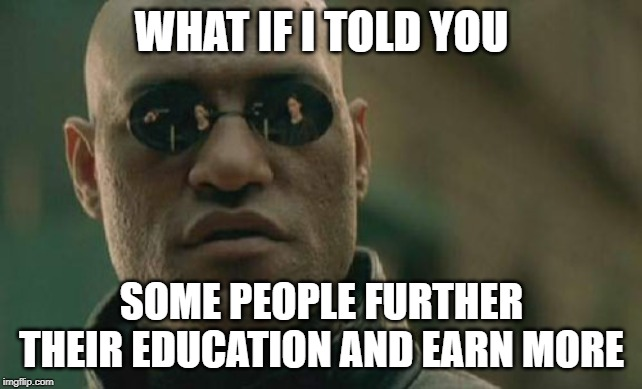 WHAT IF I TOLD YOU
SOME PEOPLE FURTHER
THEIR EDUCATION AND EARN MORE
imgflip.com